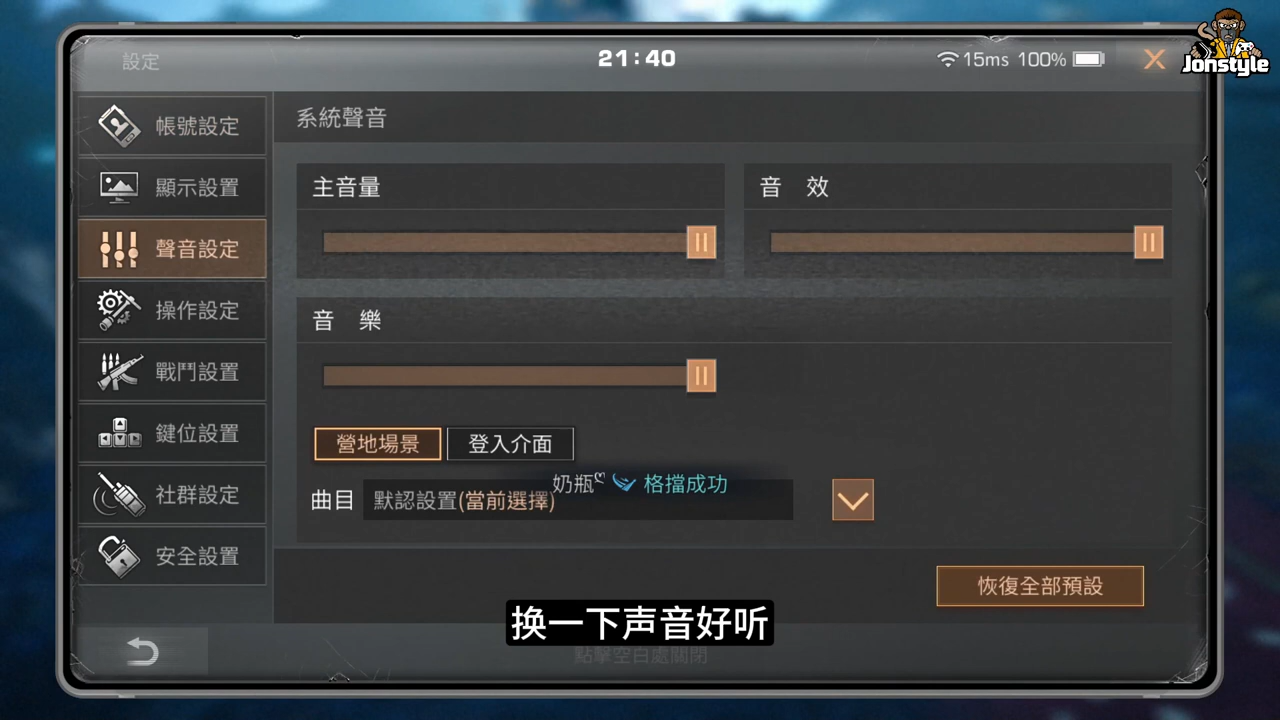 設定
21:40
15ms 100%
Jonstyle
帳號設定
顯示設置
聲音設定
操作設定
戰鬥設置
鍵位設置
社群設定
安全設置
系統聲音
主音量
音 效
音 樂
營地場景
登入介面
奶瓶 格擋成功
曲目
默認設置(當前選擇)
恢復全部預設
换一下声音好听
點擊空白處關閉